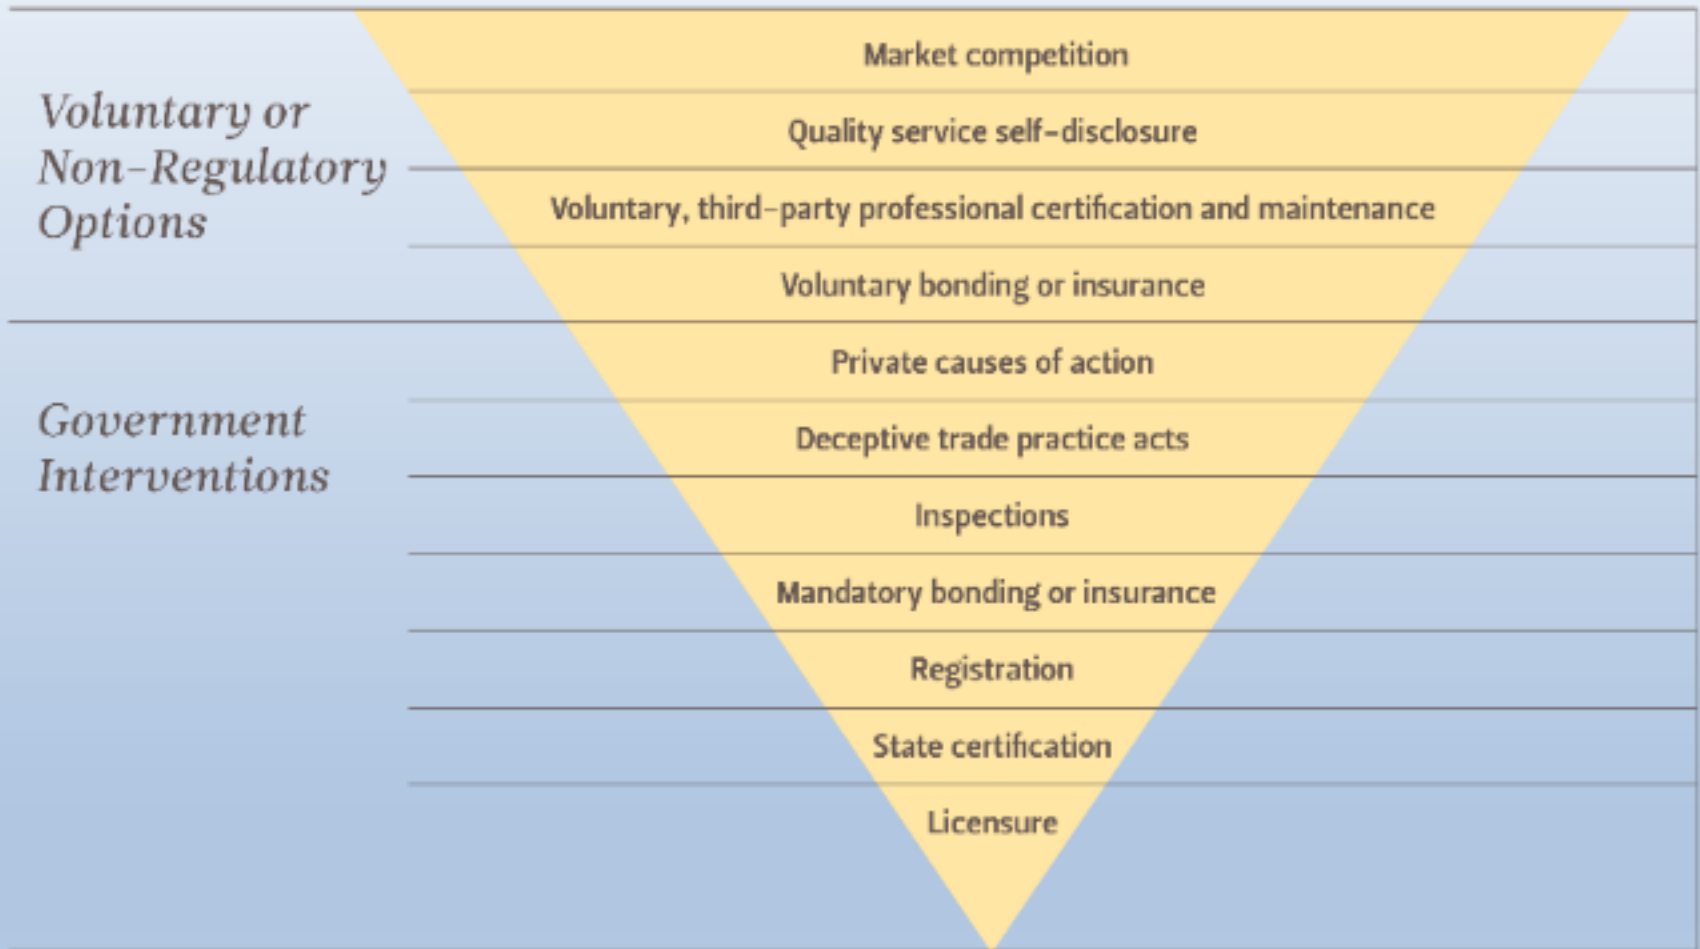 Voluntary or
Non-Regulatory
Options
Market competition
Quality service self-disclosure
Voluntary, third-party professional certification and maintenance
Voluntary bonding or insurance
Government
Interventions
Private causes of action
Deceptive trade practice acts
Inspections
Mandatory bonding or insurance
Registration
State certification
Licensure